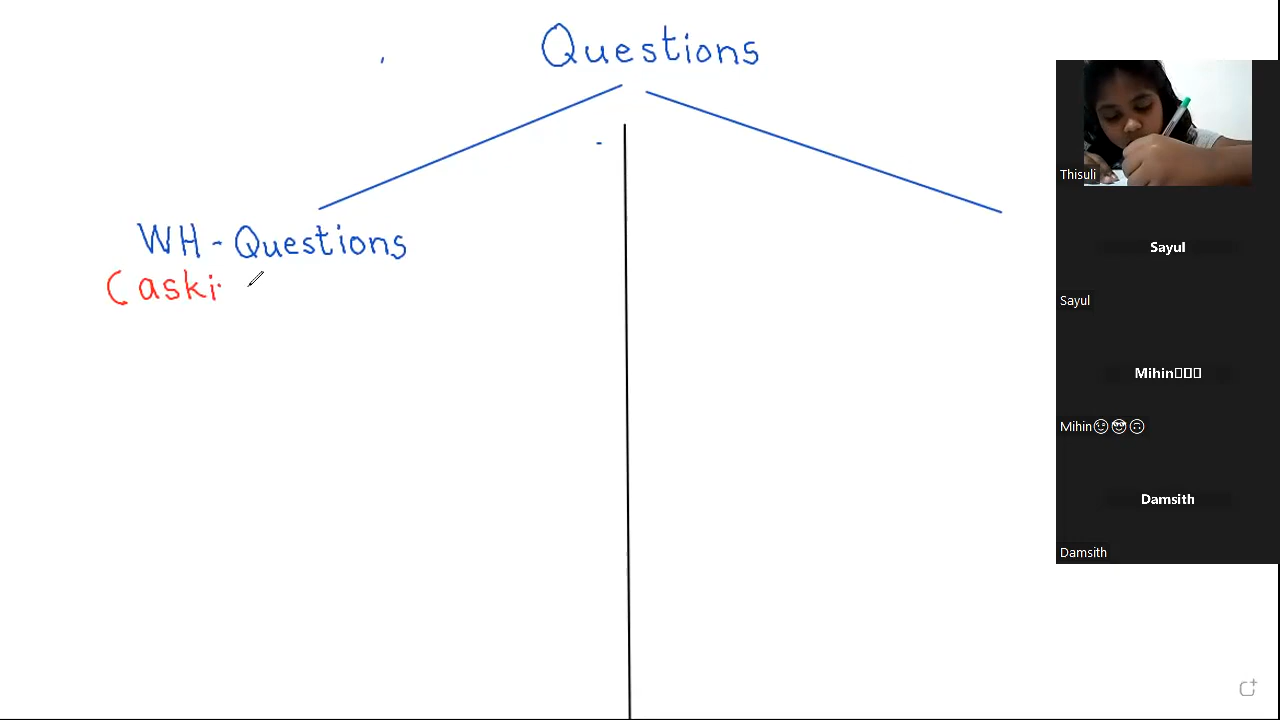 Questions
WH - Questions
( aski
Thisuli
Sayul
Sayul
Mihin
Mihin😉😎🙃
Damsith
Damsith